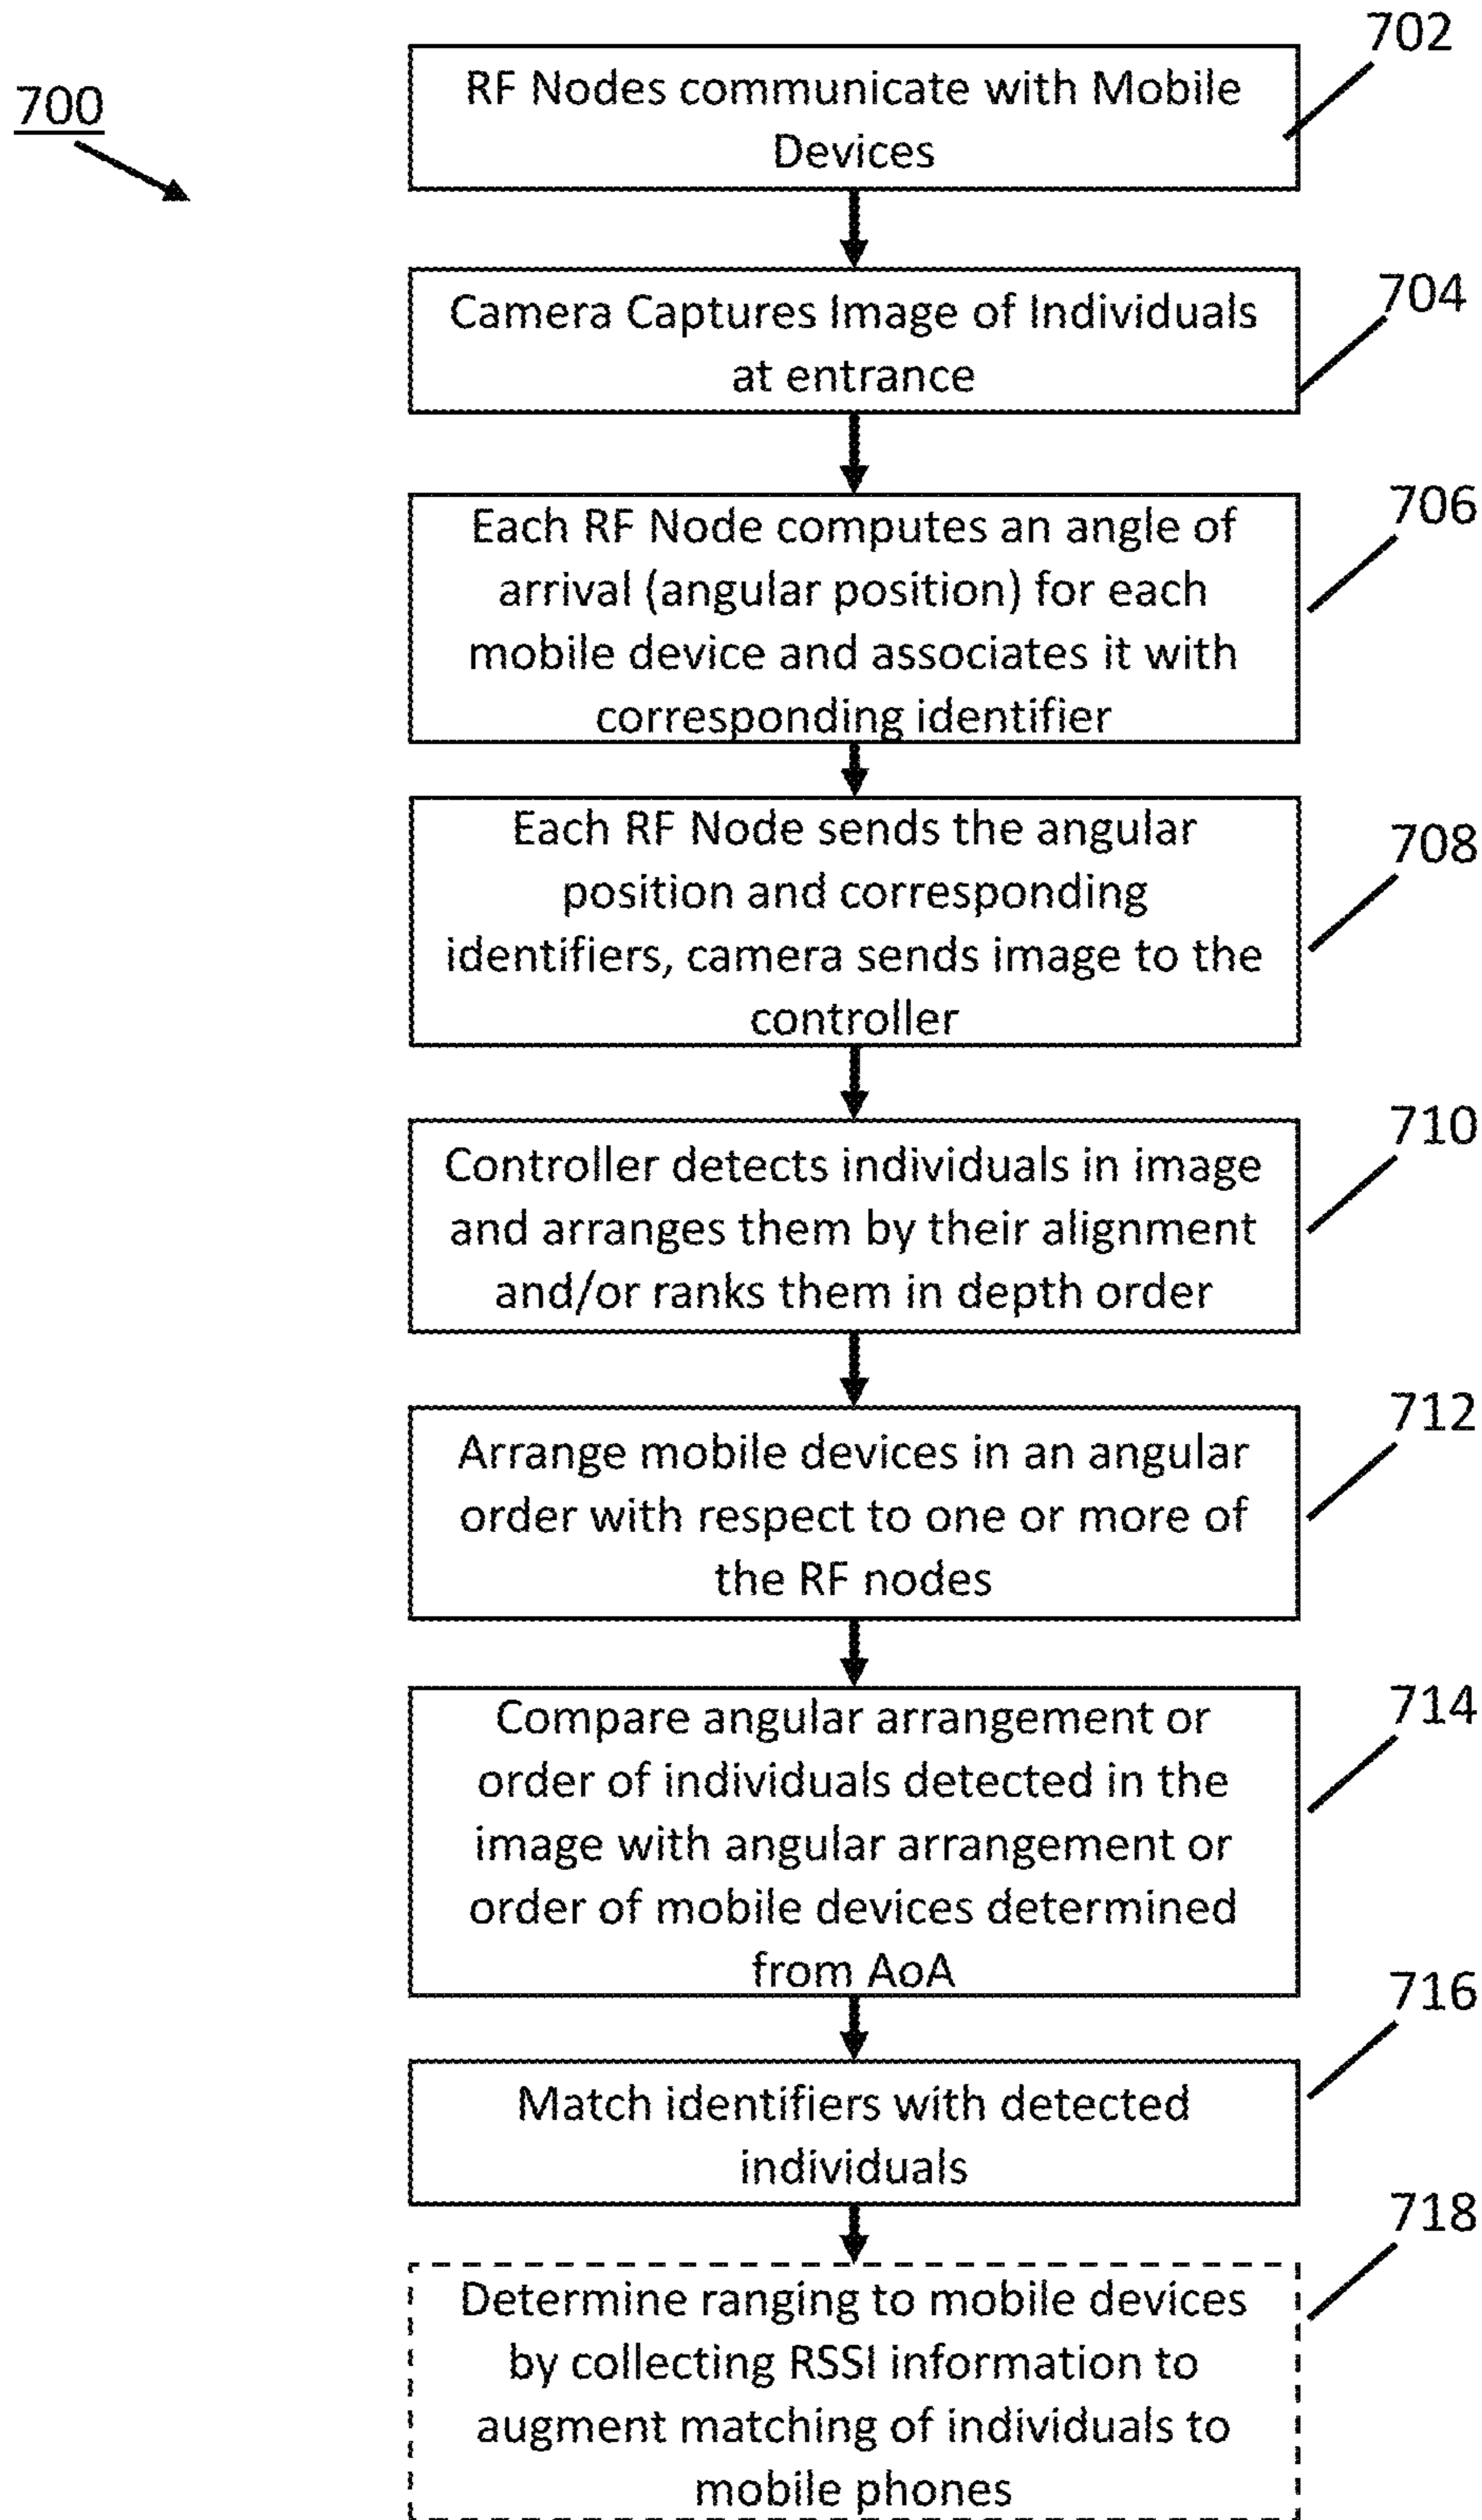 702
700
RF Nodes communicate with Mobile
Devices
704
Camera Captures Image of Individuals
at entrance
706
Each RF Node computes an angle of
arrival (angular position) for each
mobile device and associates it with
corresponding identifier
708
Each RF Node sends the angular
position and corresponding
identifiers, camera sends image to the
controller
710
Controller detects individuals in image
and arranges them by their alignment
and/or ranks them in depth order
712
Arrange mobile devices in an angular
order with respect to one or more of
the RF nodes
714
Compare angular arrangement or
order of individuals detected in the
image with angular arrangement or
order of mobile devices determined
from AoA
716
Match identifiers with detected
individuals
718
Determine ranging to mobile devices
by collecting RSSI information to
augment matching of individuals to
mobile phones